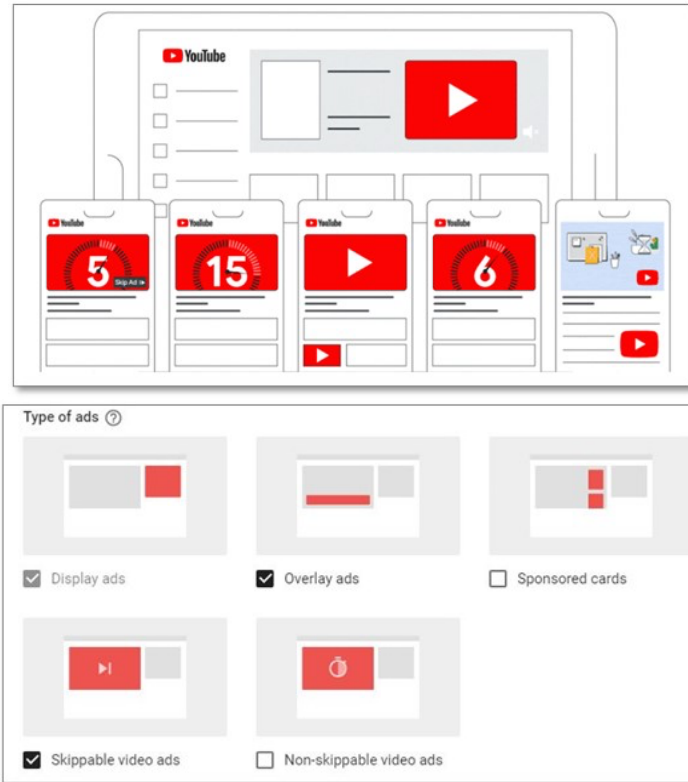 YouTube
YouTube
YouTube
YouTube
YouTube
5
Skip Ad
15
6
Type of ads
Display ads
Overlay ads
Sponsored cards
Skippable video ads
Non-skippable video ads